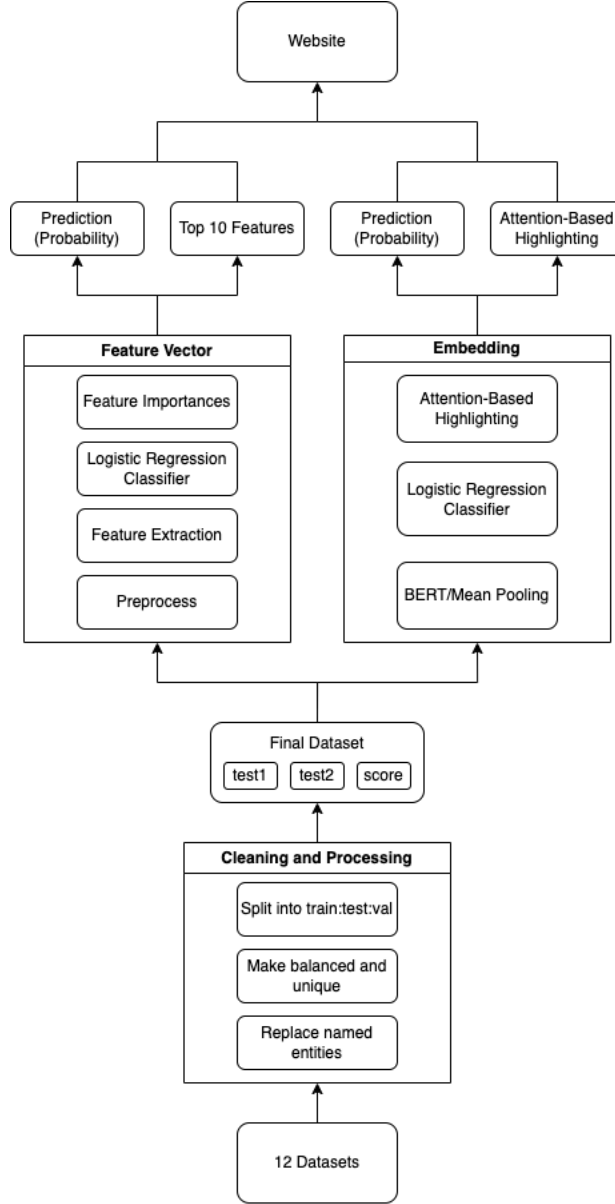 Website
Prediction
(Probability)
Top 10 Features
Prediction
(Probability)
Attention-Based
Highlighting
Feature Vector
Feature Importances
Logistic Regression
Classifier
Feature Extraction
Preprocess
Embedding
Attention-Based
Highlighting
Logistic Regression
Classifier
BERT/Mean Pooling
Final Dataset
test1
test2
score
Cleaning and Processing
Split into train:test:val
Make balanced and
unique
Replace named
entities
12 Datasets